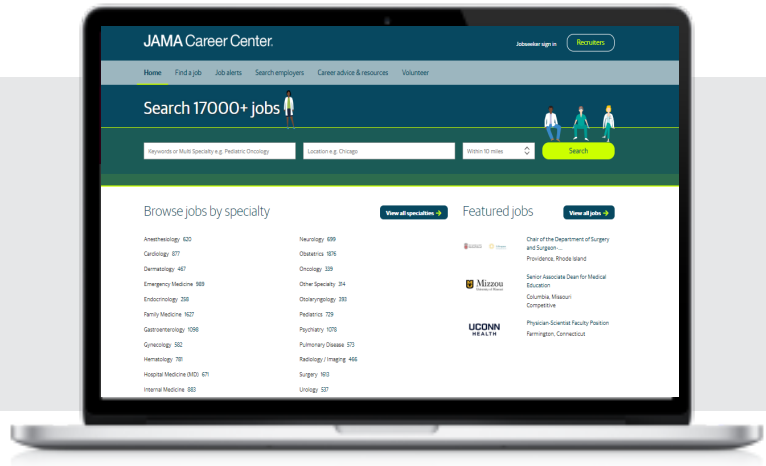 JAMA Career Center.
Jobseeker sign in
Recruiters
Home Find a job Job alerts Search employers Career advice & resources Volunteer
Search 17000+ jobs
Keywords or Multi Specialty e.g. Pediatric Oncology
Location e.g. Chicago
Within 10 miles
Search
Browse jobs by specialty
View all specialties →
Anesthesiology 620
Cardiology 877
Dermatology 487
Emergency Medicine 989
Endocrinology 258
Family Medicine 1627
Gastroenterology 1098
Gynecology 582
Hematology 781
Hospital Medicine (MD) 671
Internal Medicine 883
Neurology 699
Obstetrics 1876
Oncology 339
Other Specialty 314
Otolaryngology 393
Pediatrics 729
Psychiatry 1078
Pulmonary Disease 573
Radiology / Imaging 466
Surgery 1613
Urology 537
Featured jobs
View all jobs →
Chair of the Department of Surgery
and Surgeon-...
Providence, Rhode Island
Mizzou
Senior Associate Dean for Medical
Education
Columbia, Missouri
Competitive
UCONN
HEALTH
Physician-Scientist Faculty Position
Farmington, Connecticut